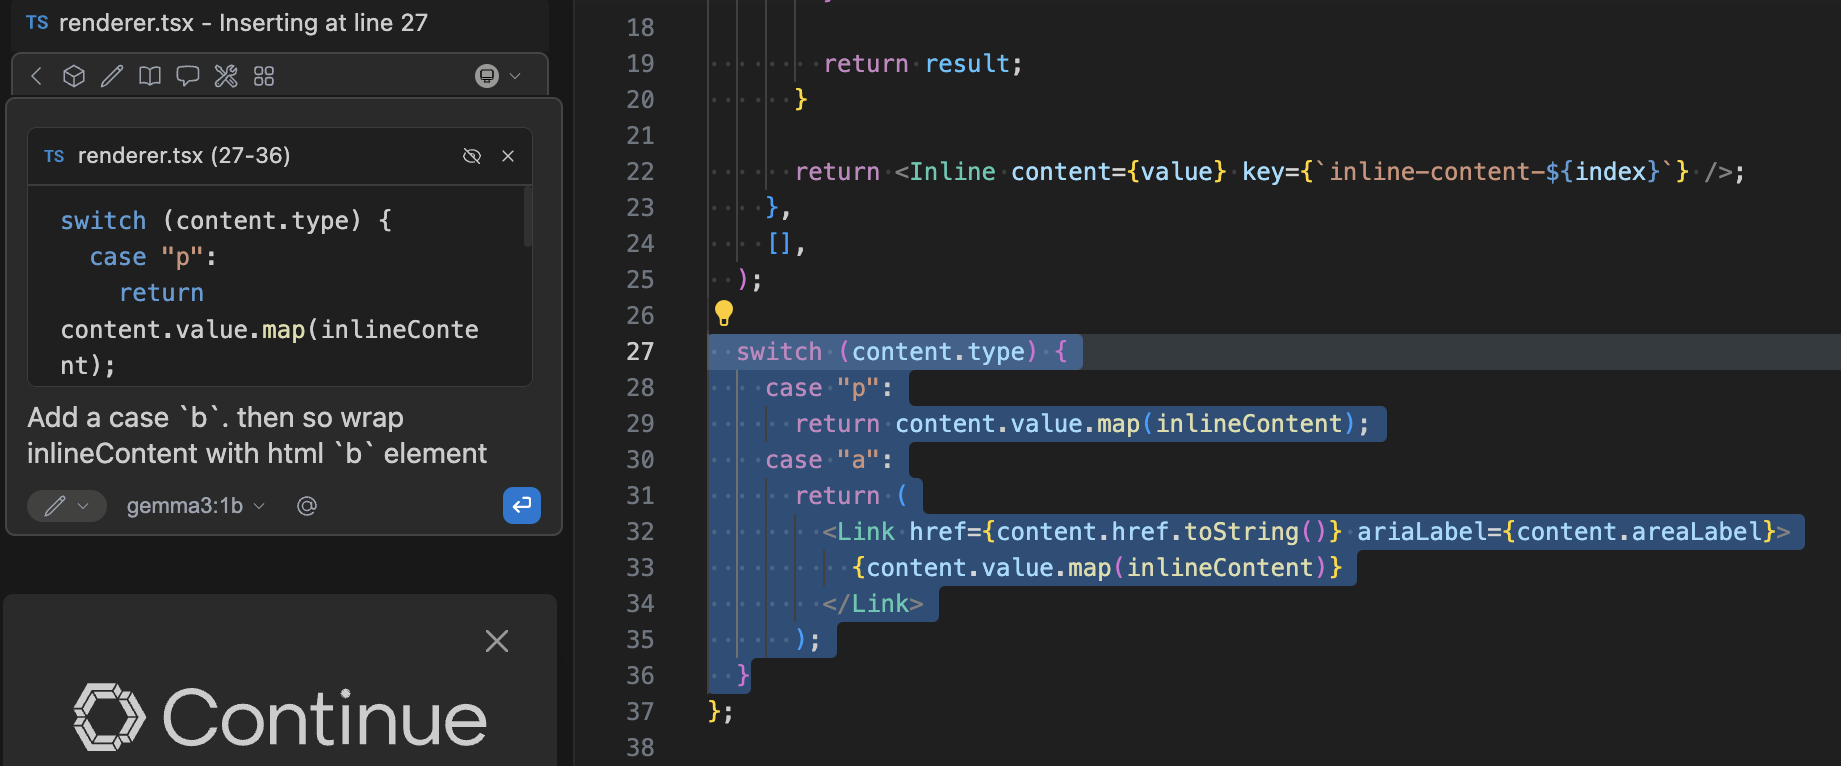 TS renderer.tsx - Inserting at line 27
TS renderer.tsx (27-36)
switch (content.type) {
case "p":
return
content.value.map(inlineConte
nt);
Add a case `b`. then so wrap
inlineContent with html `b` element
gemma3:1b
@
Continue
18
19 return result;
20 }
21
22 return <Inline content={value} key={`inline-content-${index}`} />;
23 },
24 [],
25 );
26
27 switch (content.type) {
28 case "p":
29 return content.value.map(inlineContent);
30 case "a":
31 return (
32 <Link href={content.href.toString()} ariaLabel={content.areaLabel}>
33 {content.value.map(inlineContent)}
34 </Link>
35 );
36 }
37 };
38